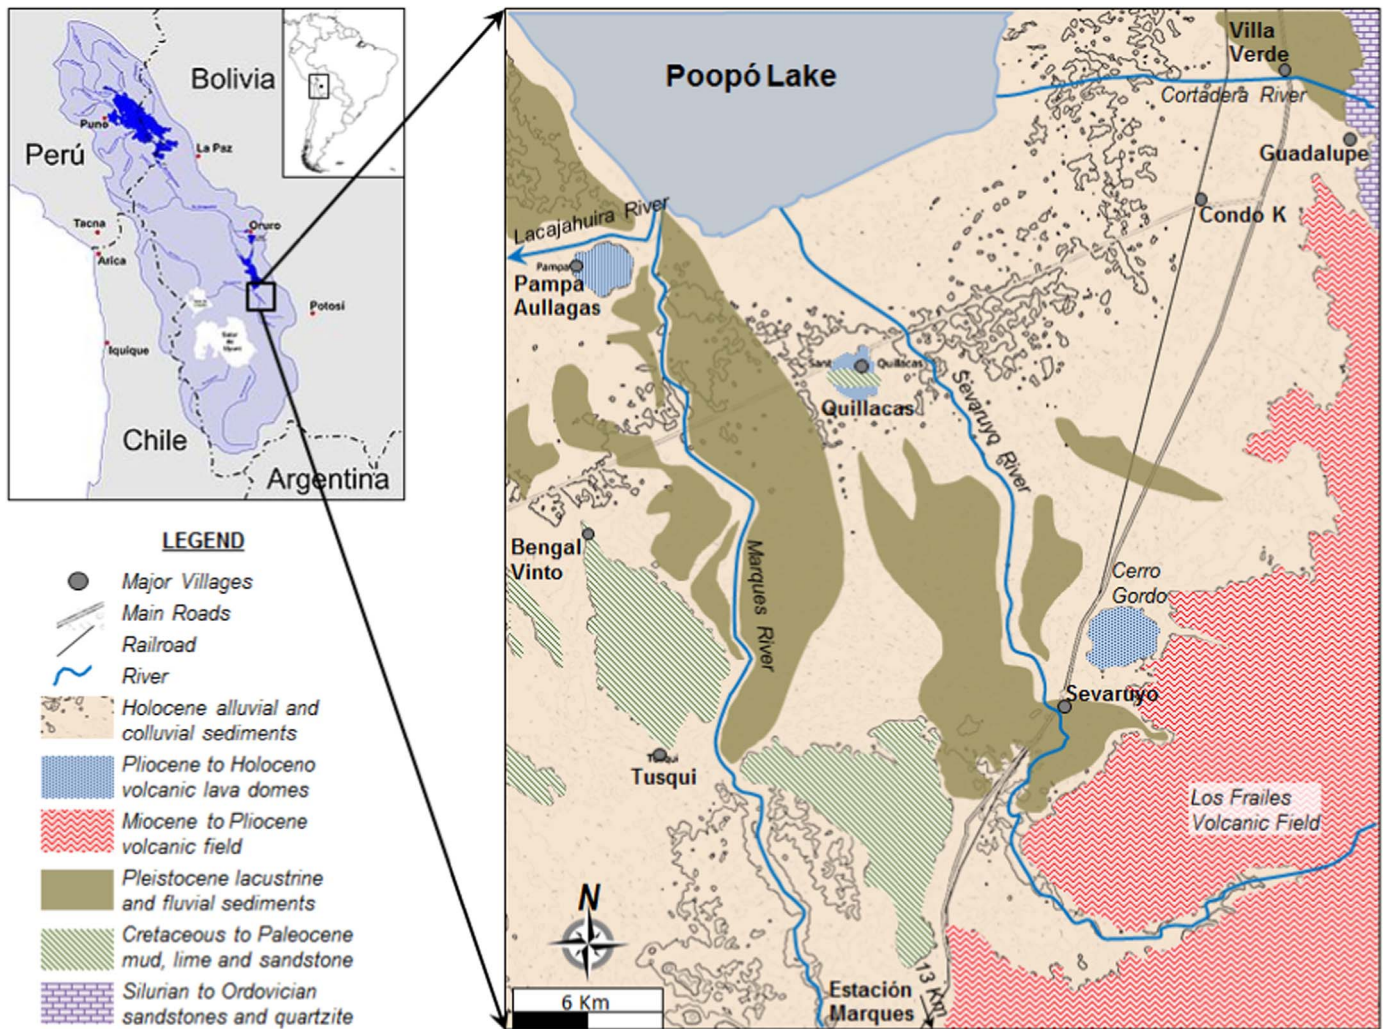 Bolivia
Puno
Perú
La Paz
Tacna
Oruro
Arica
Potosí
Iquique
Chile
Argentina
LEGEND
Major Villages
Main Roads
Railroad
River
Holocene alluvial and
colluvial sediments
Pliocene to Holoceno
volcanic lava domes
Miocene to Pliocene
volcanic field
Pleistocene lacustrine
and fluvial sediments
Cretaceous to Paleocene
mud, lime and sandstone
Silurian to Ordovician
sandstones and quartzite
Poopó Lake
Villa
Verde
Cortadera River
Guadalupe
Condo K
Lacajahuira River
Pampa
Pampa
Aullagas
Quillacas
Quillacas
Sevaruyo River
Bengal
Vinto
Marques River
Cerro
Gordo
Sevaruyo
Tusqui
Los Frailes
Volcanic Field
N
6 Km
13 Km
Estación
Marques